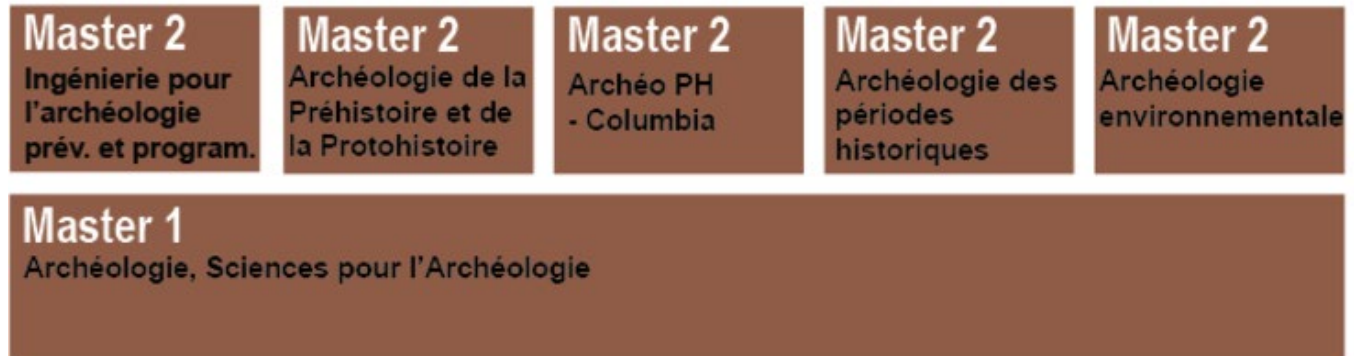 Master 2
Ingénierie pour
l'archéologie
prév. et program.
Master 2
Archéologie de la
Préhistoire et de
la Protohistoire
Master 2
Archéo PH
- Columbia
Master 2
Archéologie des
périodes
historiques
Master 2
Archéologie
environnementale
Master 1
Archéologie, Sciences pour l'Archéologie